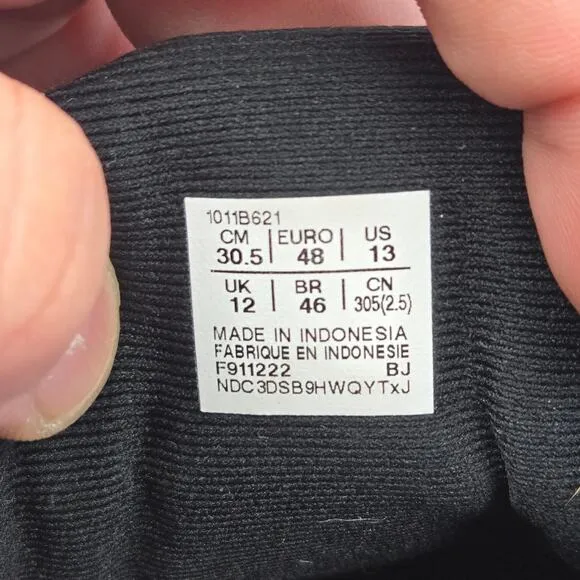 1011B621
CM | EURO | US
30.5 | 48 | 13
UK | BR | CN
12 | 46 | 305(2.5)
MADE IN INDONESIA
FABRIQUE EN INDONESIE
F911222 BJ
NDC3DSB9HWQYTxJ